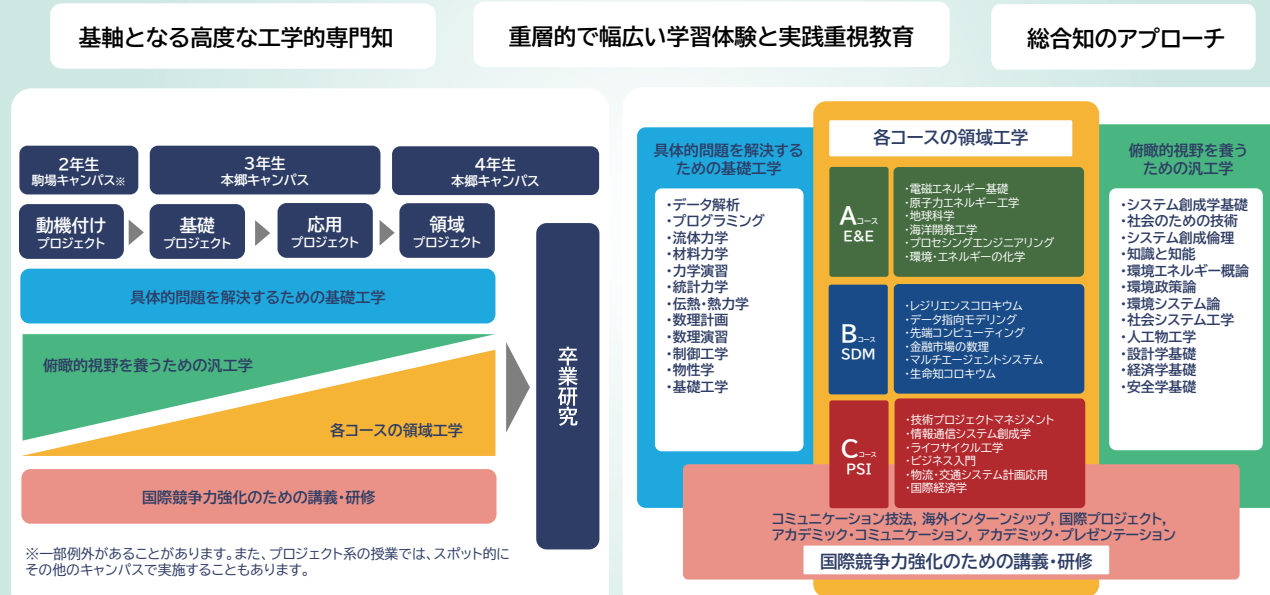 基軸となる高度な工学的専門知
重層的で幅広い学習体験と実践重視教育
総合知のアプローチ
2年生
駒場キャンパス※
3年生
本郷キャンパス
4年生
本郷キャンパス
動機付け
プロジェクト
基礎
プロジェクト
応用
プロジェクト
領域
プロジェクト
具体的問題を解決するための基礎工学
俯瞰的視野を養うための汎工学
各コースの領域工学
国際競争力強化のための講義・研修
卒業研究
※一部例外があることがあります。また、プロジェクト系の授業では、スポット的に
その他のキャンパスで実施することもあります。
具体的問題を解決する
ための基礎工学
・データ解析
・プログラミング
・流体力学
・材料力学
・力学演習
・統計力学
・伝熱・熱力学
・数理計画
・数理演習
・制御工学
・物性学
・基礎工学
各コースの領域工学
Aコース
E&E
・電磁エネルギー基礎
・原子力エネルギー工学
・地球科学
・海洋開発工学
・プロセシングエンジニアリング
・環境・エネルギーの化学
Bコース
SDM
・レジリエンスコロキウム
・データ指向モデリング
・先端コンピューティング
・金融市場の数理
・マルチエージェントシステム
・生命知コロキウム
Cコース
PSI
・技術プロジェクトマネジメント
・情報通信システム創成学
・ライフサイクル工学
・ビジネス入門
・物流・交通システム計画応用
・国際経済学
俯瞰的視野を養う
ための汎工学
・システム創成学基礎
・社会のための技術
・システム創成倫理
・知識と知能
・環境エネルギー概論
・環境政策論
・環境システム論
・社会システム工学
・人工物工学
・設計学基礎
・経済学基礎
・安全学基礎
コミュニケーション技法, 海外インターンシップ, 国際プロジェクト,
アカデミック・コミュニケーション, アカデミック・プレゼンテーション
国際競争力強化のための講義・研修